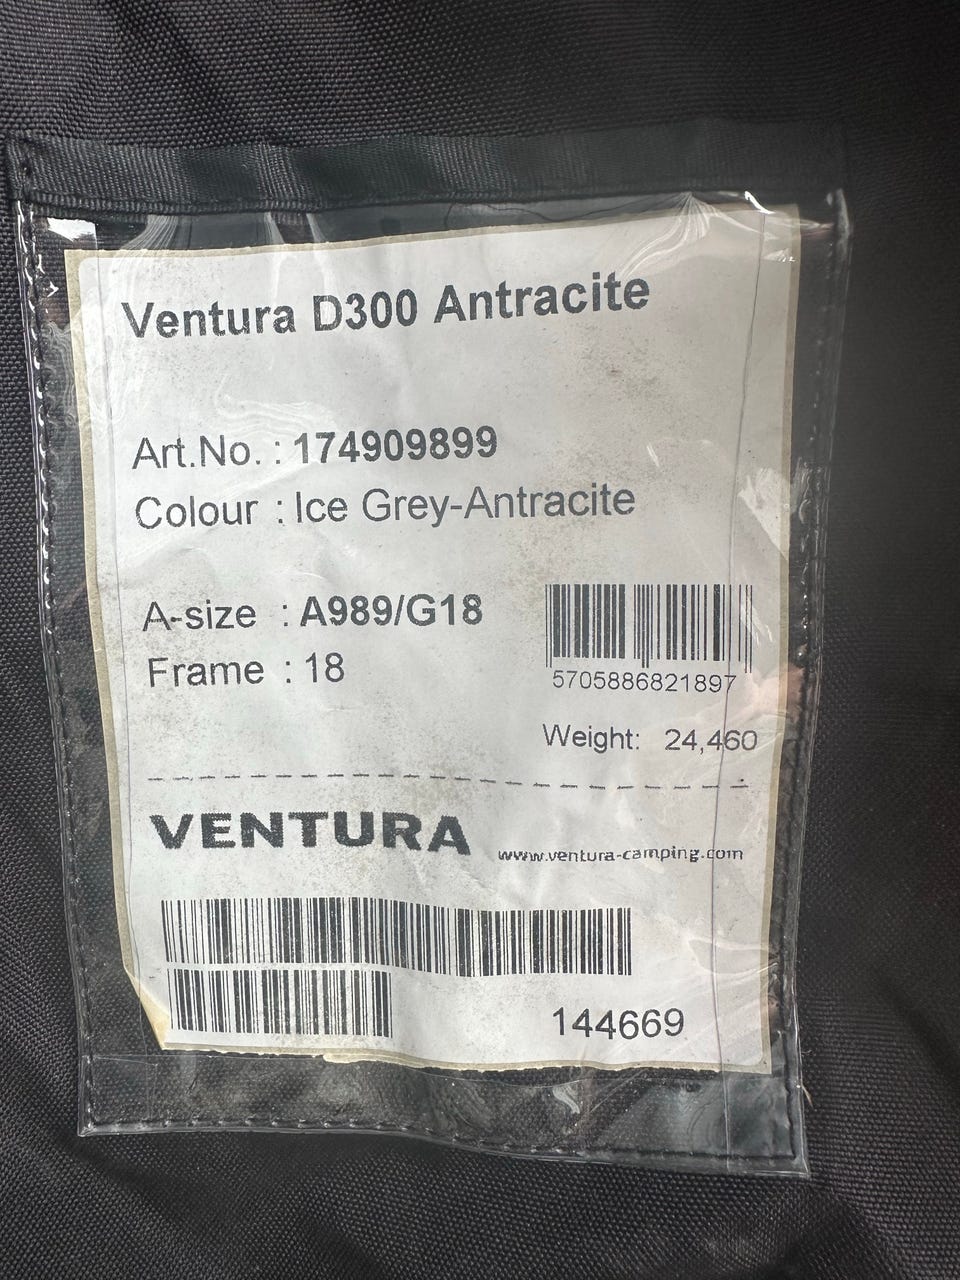 Ventura D300 Antracite
Art.No. : 174909899
Colour : Ice Grey-Antracite
A-size : A989/G18
Frame : 18
5705886821897
Weight: 24,460
VENTURA
www.ventura-camping.com
144669